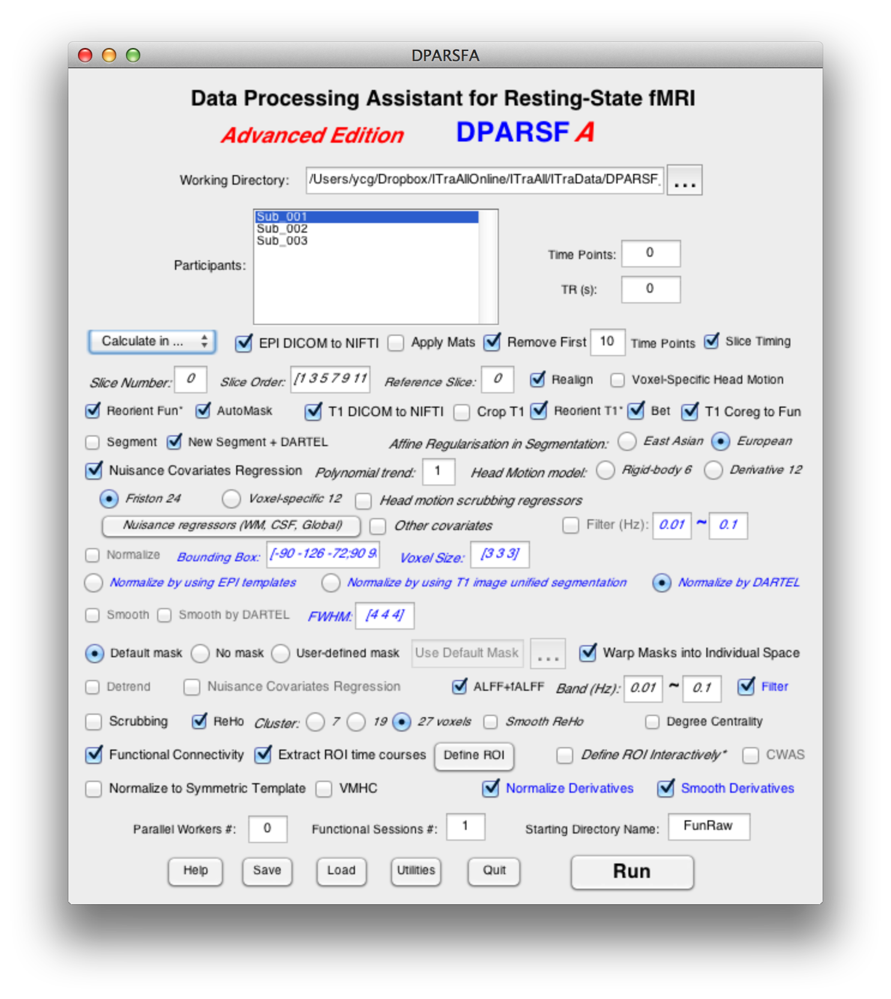 DPARSFA
Data Processing Assistant for Resting-State fMRI
Advanced Edition DPARSF A
Working Directory: /Users/ycg/Dropbox/ITraAllOnline/ITraAll/ITraData/DPARSF_ ...
Sub_001
Sub_002
Sub_003
Participants:
Time Points: 0
TR (s): 0
Calculate in ... EPI DICOM to NIFTI Apply Mats Remove First 10 Time Points Slice Timing
Slice Number: 0 Slice Order: [1 3 5 7 9 11 Reference Slice: 0 Realign Voxel-Specific Head Motion
Reorient Fun* AutoMask T1 DICOM to NIFTI Crop T1 Reorient T1* Bet T1 Coreg to Fun
Segment New Segment + DARTEL Affine Regularisation in Segmentation: East Asian European
Nuisance Covariates Regression Polynomial trend: 1 Head Motion model: Rigid-body 6 Derivative 12
Friston 24 Voxel-specific 12 Head motion scrubbing regressors
Nuisance regressors (WM, CSF, Global) Other covariates Filter (Hz): 0.01 ~ 0.1
Normalize Bounding Box: [-90 -126 -72;90 9 Voxel Size: [3 3 3]
Normalize by using EPI templates Normalize by using T1 image unified segmentation Normalize by DARTEL
Smooth Smooth by DARTEL FWHM: [4 4 4]
Default mask No mask User-defined mask Use Default Mask ... Warp Masks into Individual Space
Detrend Nuisance Covariates Regression ALFF+fALFF Band (Hz): 0.01 ~ 0.1 Filter
Scrubbing ReHo Cluster: 7 19 27 voxels Smooth ReHo Degree Centrality
Functional Connectivity Extract ROI time courses Define ROI Define ROI Interactively* CWAS
Normalize to Symmetric Template VMHC Normalize Derivatives Smooth Derivatives
Parallel Workers #: 0 Functional Sessions #: 1 Starting Directory Name: FunRaw
Help Save Load Utilities Quit Run